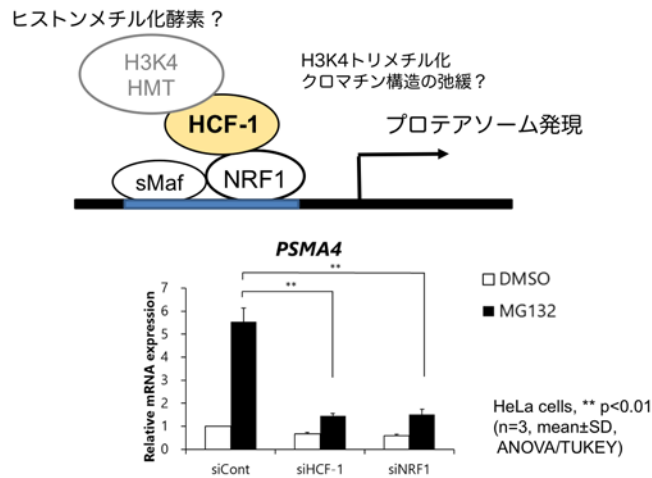 ヒストンメチル化酵素？
H3K4
HMT
H3K4トリメチル化
クロマチン構造の弛緩？
HCF-1
プロテアソーム発現
sMaf
NRF1
PSMA4
**
**
DMSO
MG132
Relative mRNA expression
7
6
5
4
3
2
1
0
siCont
siHCF-1
siNRF1
HeLa cells, ** p<0.01
(n=3, mean±SD,
ANOVA/TUKEY)